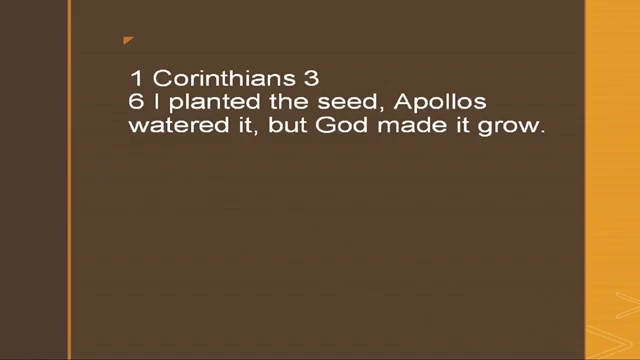 1 Corinthians 3
6 I planted the seed, Apollos
watered it, but God made it grow.